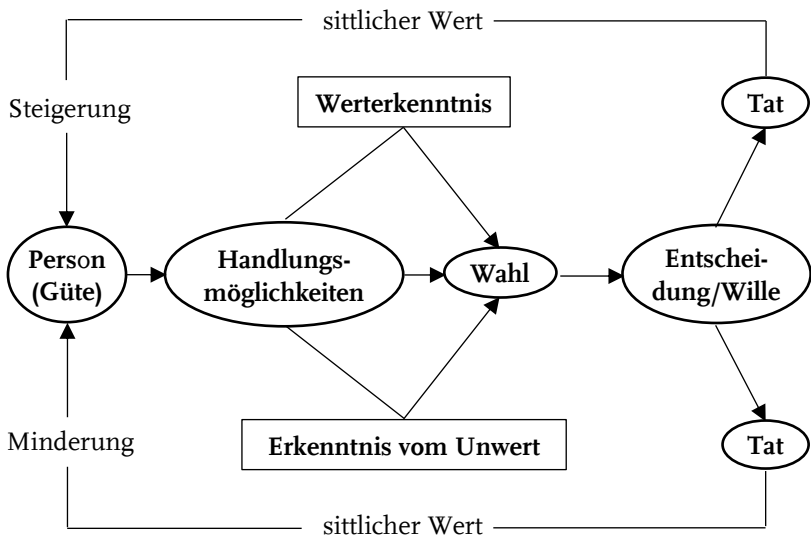 sittlicher Wert
Steigerung
Werterkenntnis
Tat
Person
(Güte)
Handlungs-
möglichkeiten
Wahl
Entschei-
dung/Wille
Minderung
Erkenntnis vom Unwert
Tat
sittlicher Wert